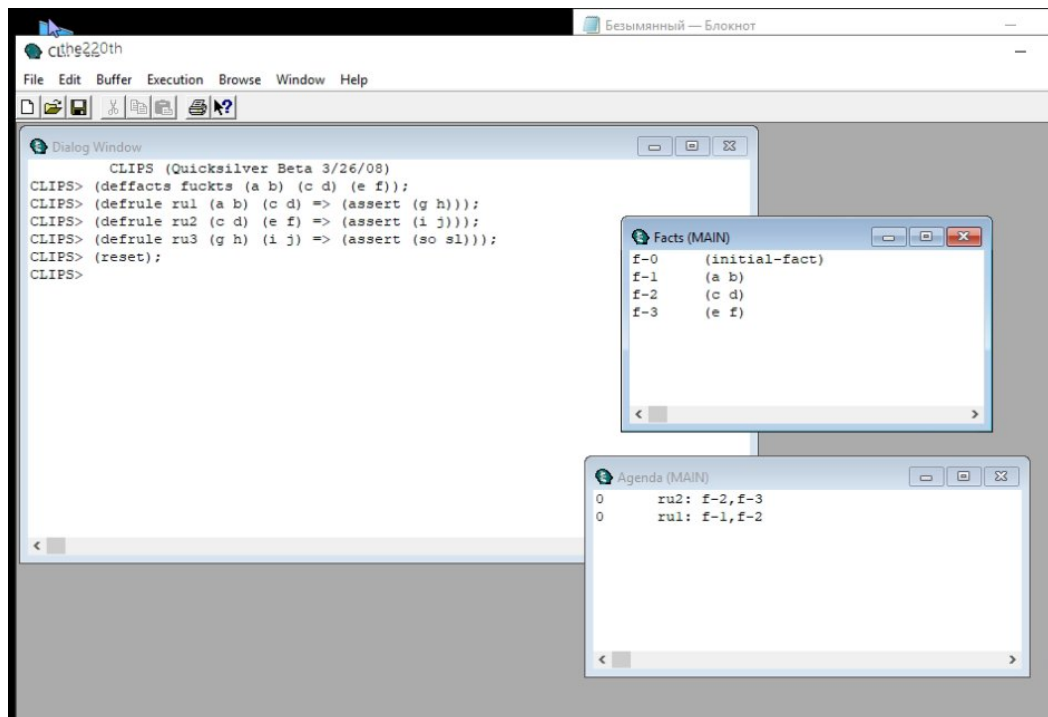 Безымянный — Блокнот
the220th
File Edit Buffer Execution Browse Window Help
Dialog Window
CLIPS (Quicksilver Beta 3/26/08)
CLIPS> (deffacts fuckts (a b) (c d) (e f));
CLIPS> (defrule ru1 (a b) (c d) => (assert (g h)));
CLIPS> (defrule ru2 (c d) (e f) => (assert (i j)));
CLIPS> (defrule ru3 (g h) (i j) => (assert (so sl)));
CLIPS> (reset);
CLIPS>
Facts (MAIN)
f-0 (initial-fact)
f-1 (a b)
f-2 (c d)
f-3 (e f)
Agenda (MAIN)
0 ru2: f-2,f-3
0 ru1: f-1,f-2